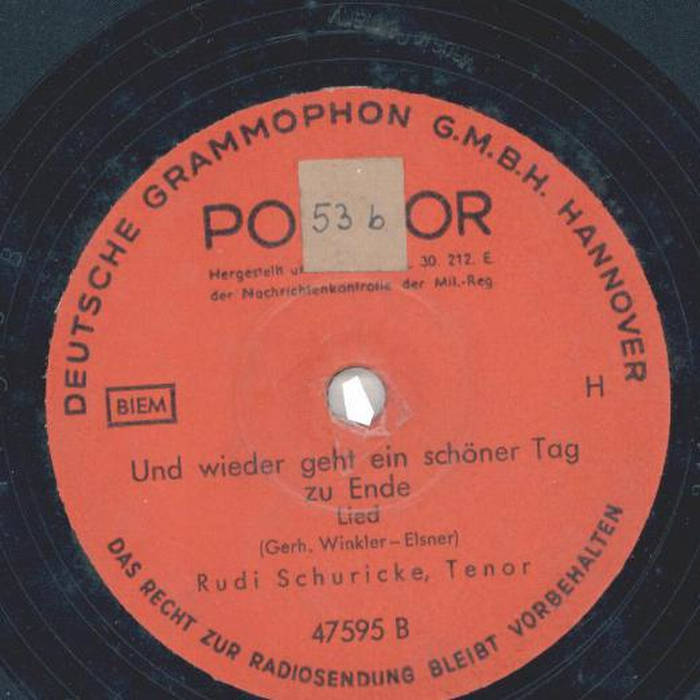 DEUTSCHE GRAMMOPHON G.M.B.H. HANNOVER
PO OR
53 b
Hergestellt 30. 212. E
der Nachrichtenkontrolle der Mil.-Reg
BIEM
H
Und wieder geht ein schöner Tag
zu Ende
Lied
(Gerh. Winkler – Elsner)
Rudi Schuricke, Tenor
47595 B
DAS RECHT ZUR RADIOSENDUNG BLEIBT VORBEHALTEN